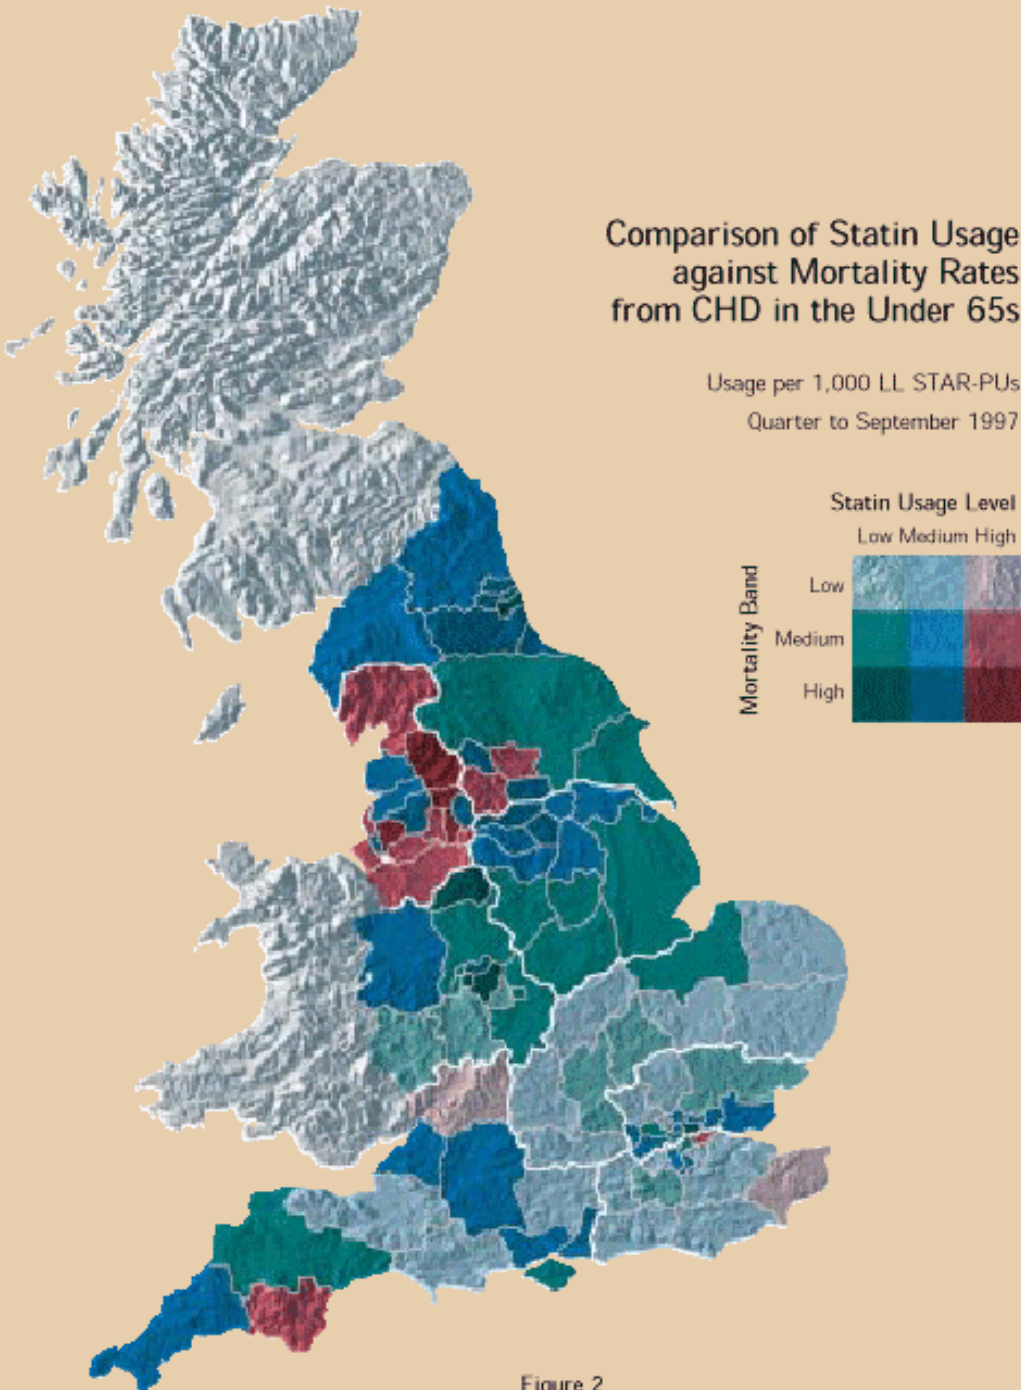 Comparison of Statin Usage
against Mortality Rates
from CHD in the Under 65s
Usage per 1,000 LL STAR-PUs
Quarter to September 1997
Statin Usage Level
Low Medium High
Mortality Band
Low
Medium
High
Figure 2